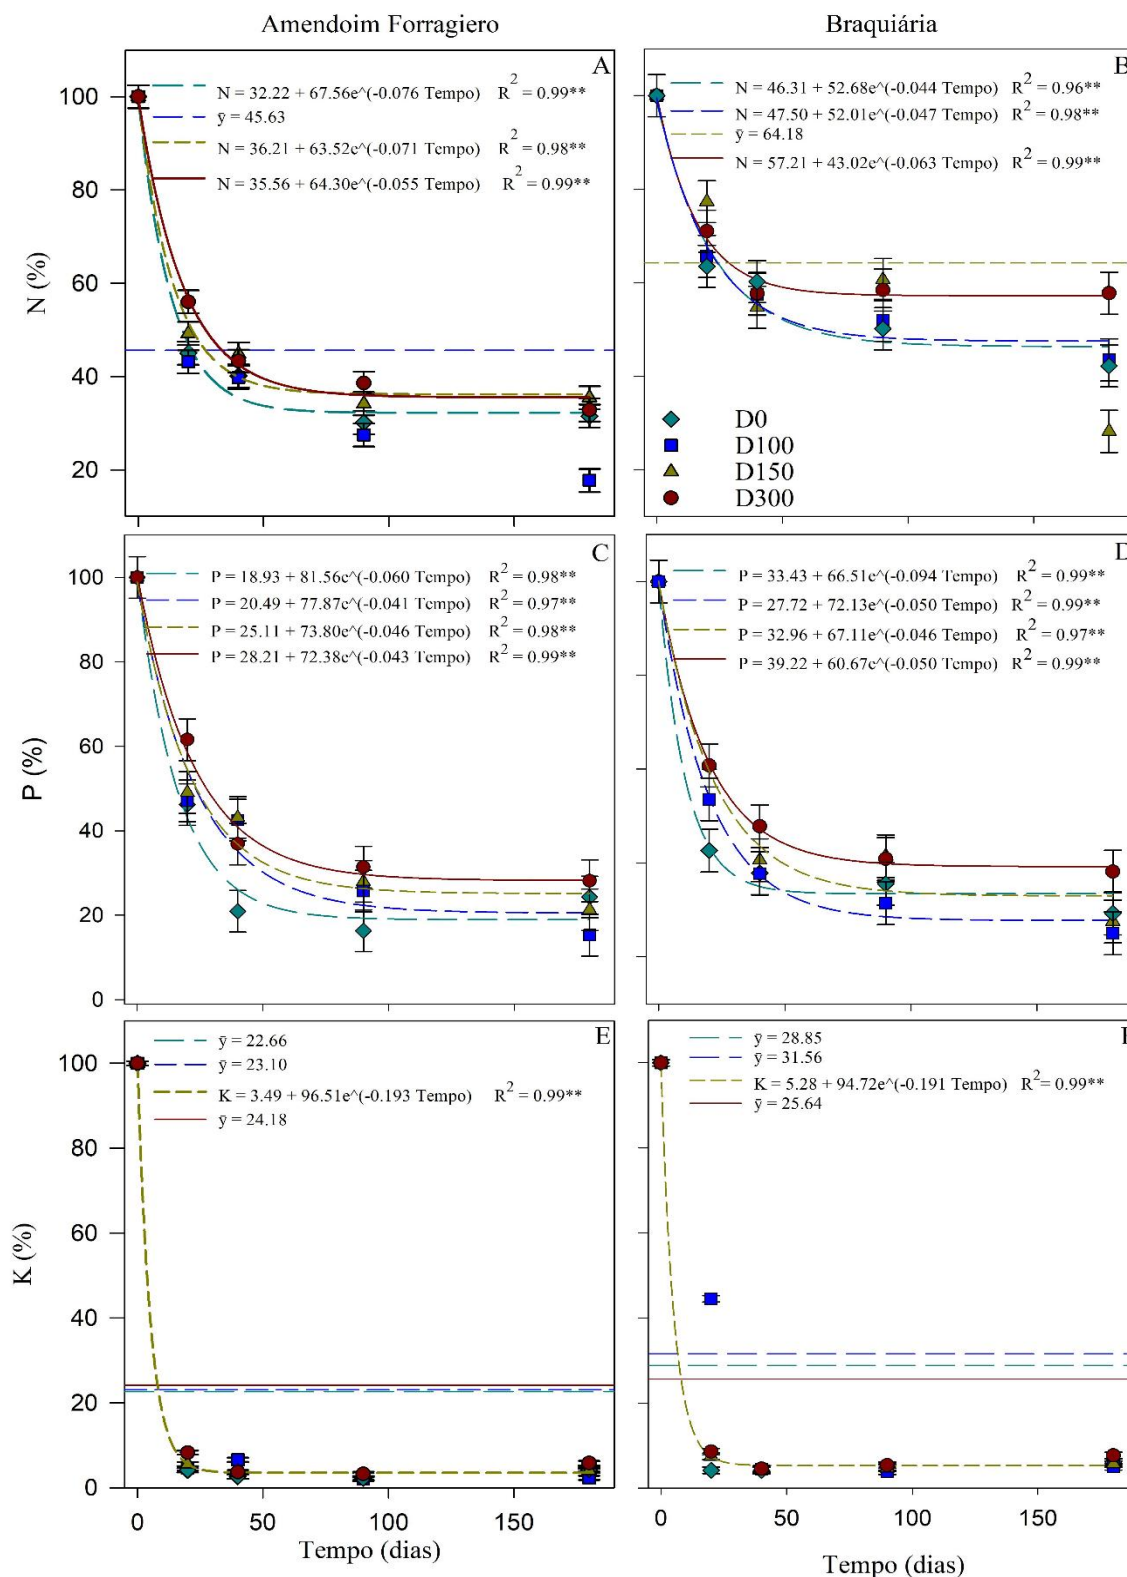 Amendoim Forragiero
Braquiária
A
N = 32.22 + 67.56e^(-0.076 Tempo) R² = 0.99**
ȳ = 45.63
N = 36.21 + 63.52e^(-0.071 Tempo) R² = 0.98**
N = 35.56 + 64.30e^(-0.055 Tempo) R² = 0.99**
100
80
60
40
20
N (%)
B
N = 46.31 + 52.68e^(-0.044 Tempo) R² = 0.96**
N = 47.50 + 52.01e^(-0.047 Tempo) R² = 0.98**
ȳ = 64.18
N = 57.21 + 43.02e^(-0.063 Tempo) R² = 0.99**
D0
D100
D150
D300
C
P = 18.93 + 81.56e^(-0.060 Tempo) R² = 0.98**
P = 20.49 + 77.87e^(-0.041 Tempo) R² = 0.97**
P = 25.11 + 73.80e^(-0.046 Tempo) R² = 0.98**
P = 28.21 + 72.38e^(-0.043 Tempo) R² = 0.99**
100
80
60
40
20
0
P (%)
D
P = 33.43 + 66.51e^(-0.094 Tempo) R² = 0.99**
P = 27.72 + 72.13e^(-0.050 Tempo) R² = 0.99**
P = 32.96 + 67.11e^(-0.046 Tempo) R² = 0.97**
P = 39.22 + 60.67e^(-0.050 Tempo) R² = 0.99**
E
ȳ = 22.66
ȳ = 23.10
K = 3.49 + 96.51e^(-0.193 Tempo) R² = 0.99**
ȳ = 24.18
100
80
60
40
20
0
K (%)
0 50 100 150
Tempo (dias)
ȳ = 28.85
ȳ = 31.56
K = 5.28 + 94.72e^(-0.191 Tempo) R² = 0.99**
ȳ = 25.64
0 50 100 150
Tempo (dias)